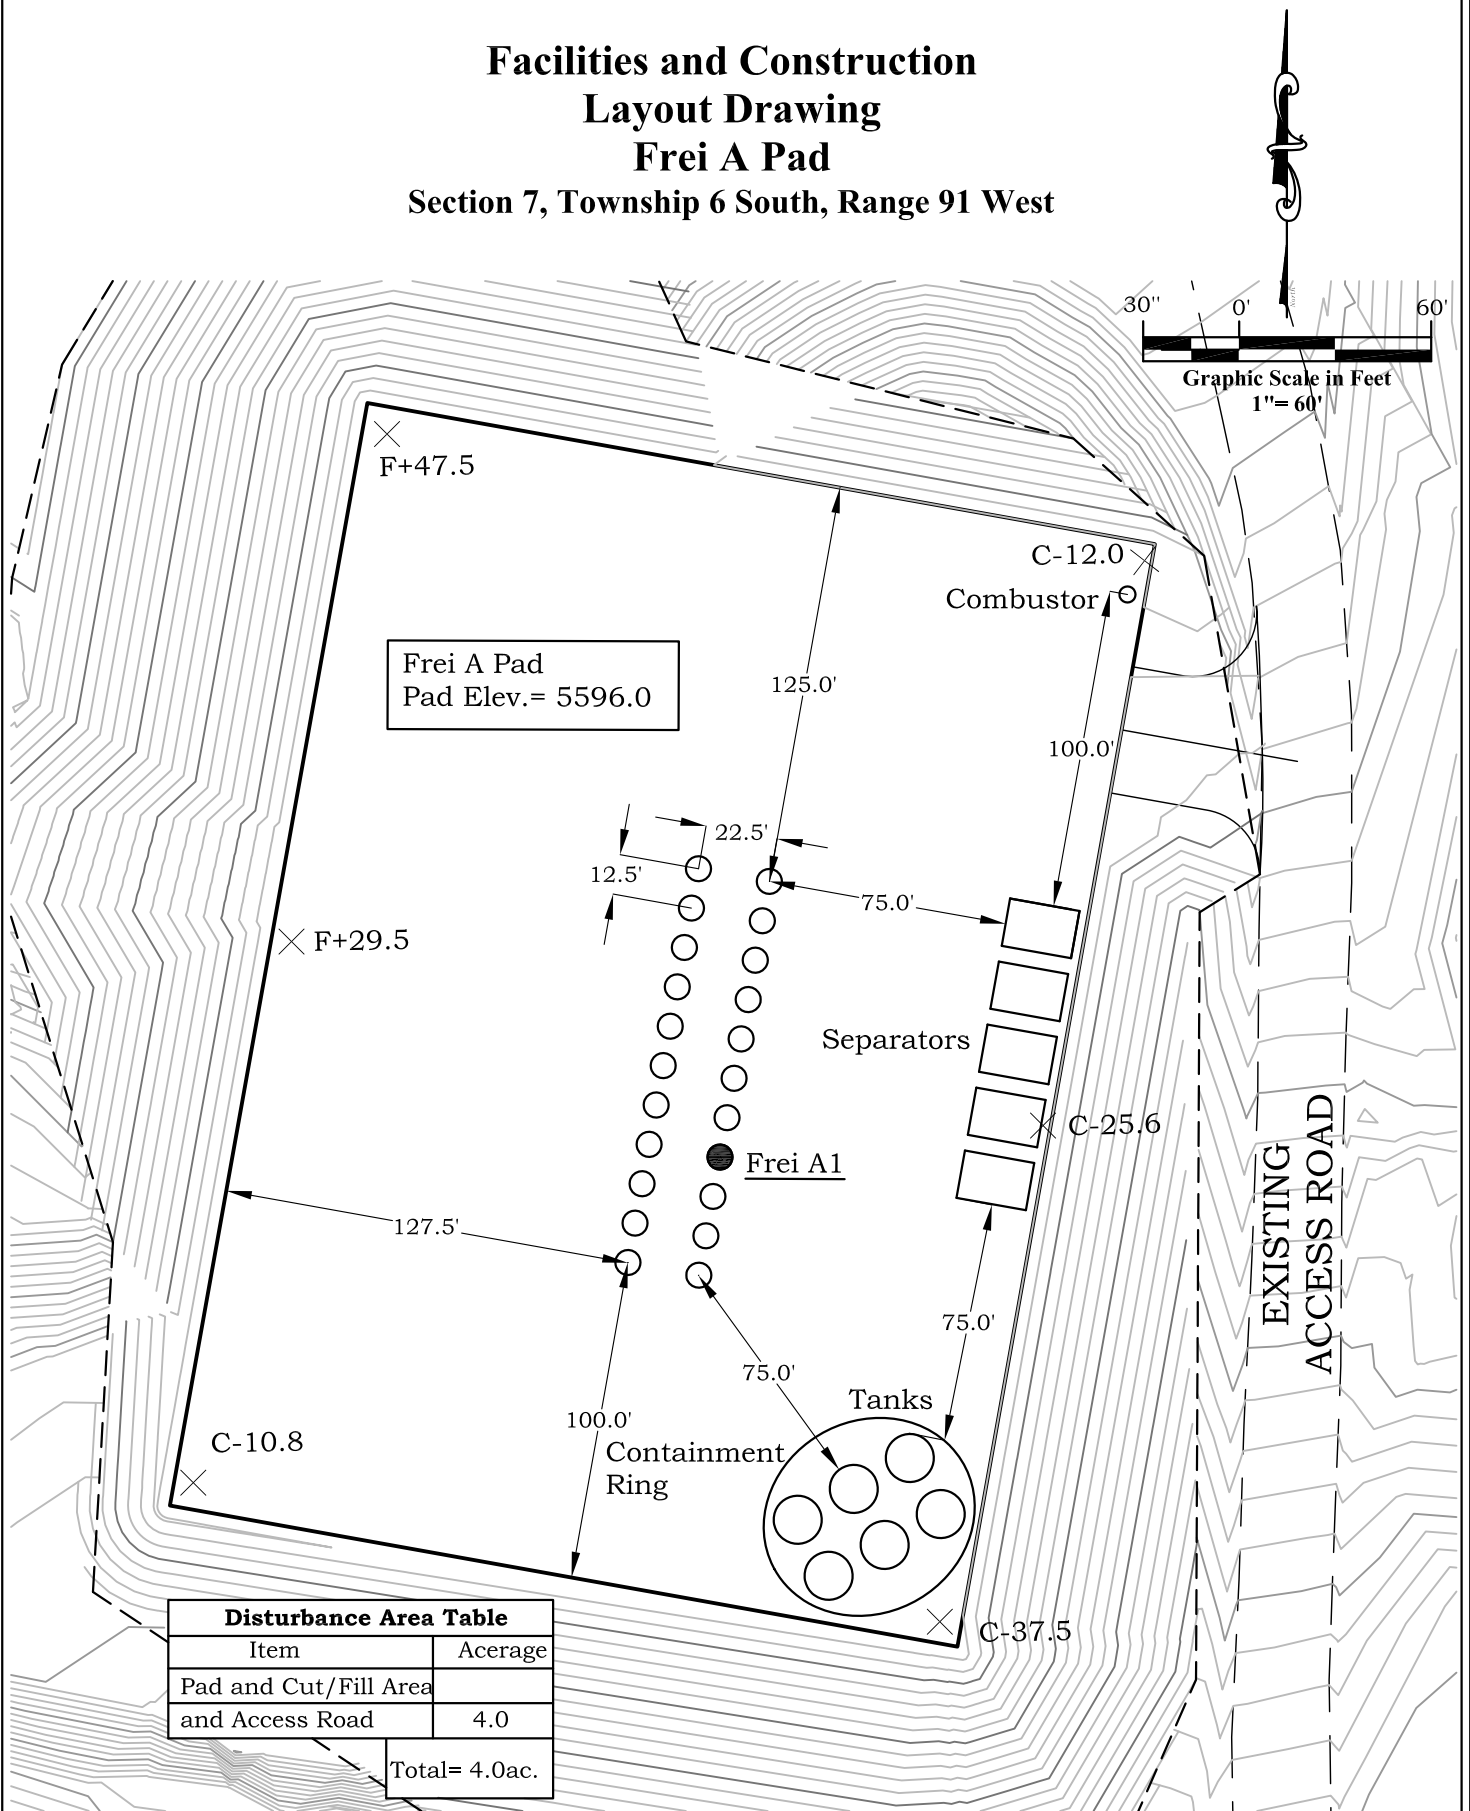 Facilities and Construction
Layout Drawing
Frei A Pad
Section 7, Township 6 South, Range 91 West
North
30" 0' 60'
Graphic Scale in Feet
1"= 60'
F+47.5
C-12.0
Combustor
Frei A Pad
Pad Elev.= 5596.0
125.0'
100.0'
22.5'
12.5'
75.0'
F+29.5
Separators
C-25.6
Frei A1
EXISTING
ACCESS ROAD
127.5'
75.0'
75.0'
Tanks
100.0'
Containment
Ring
C-10.8
C-37.5
Disturbance Area Table
Item Acerage
Pad and Cut/Fill Area
and Access Road 4.0
Total= 4.0ac.